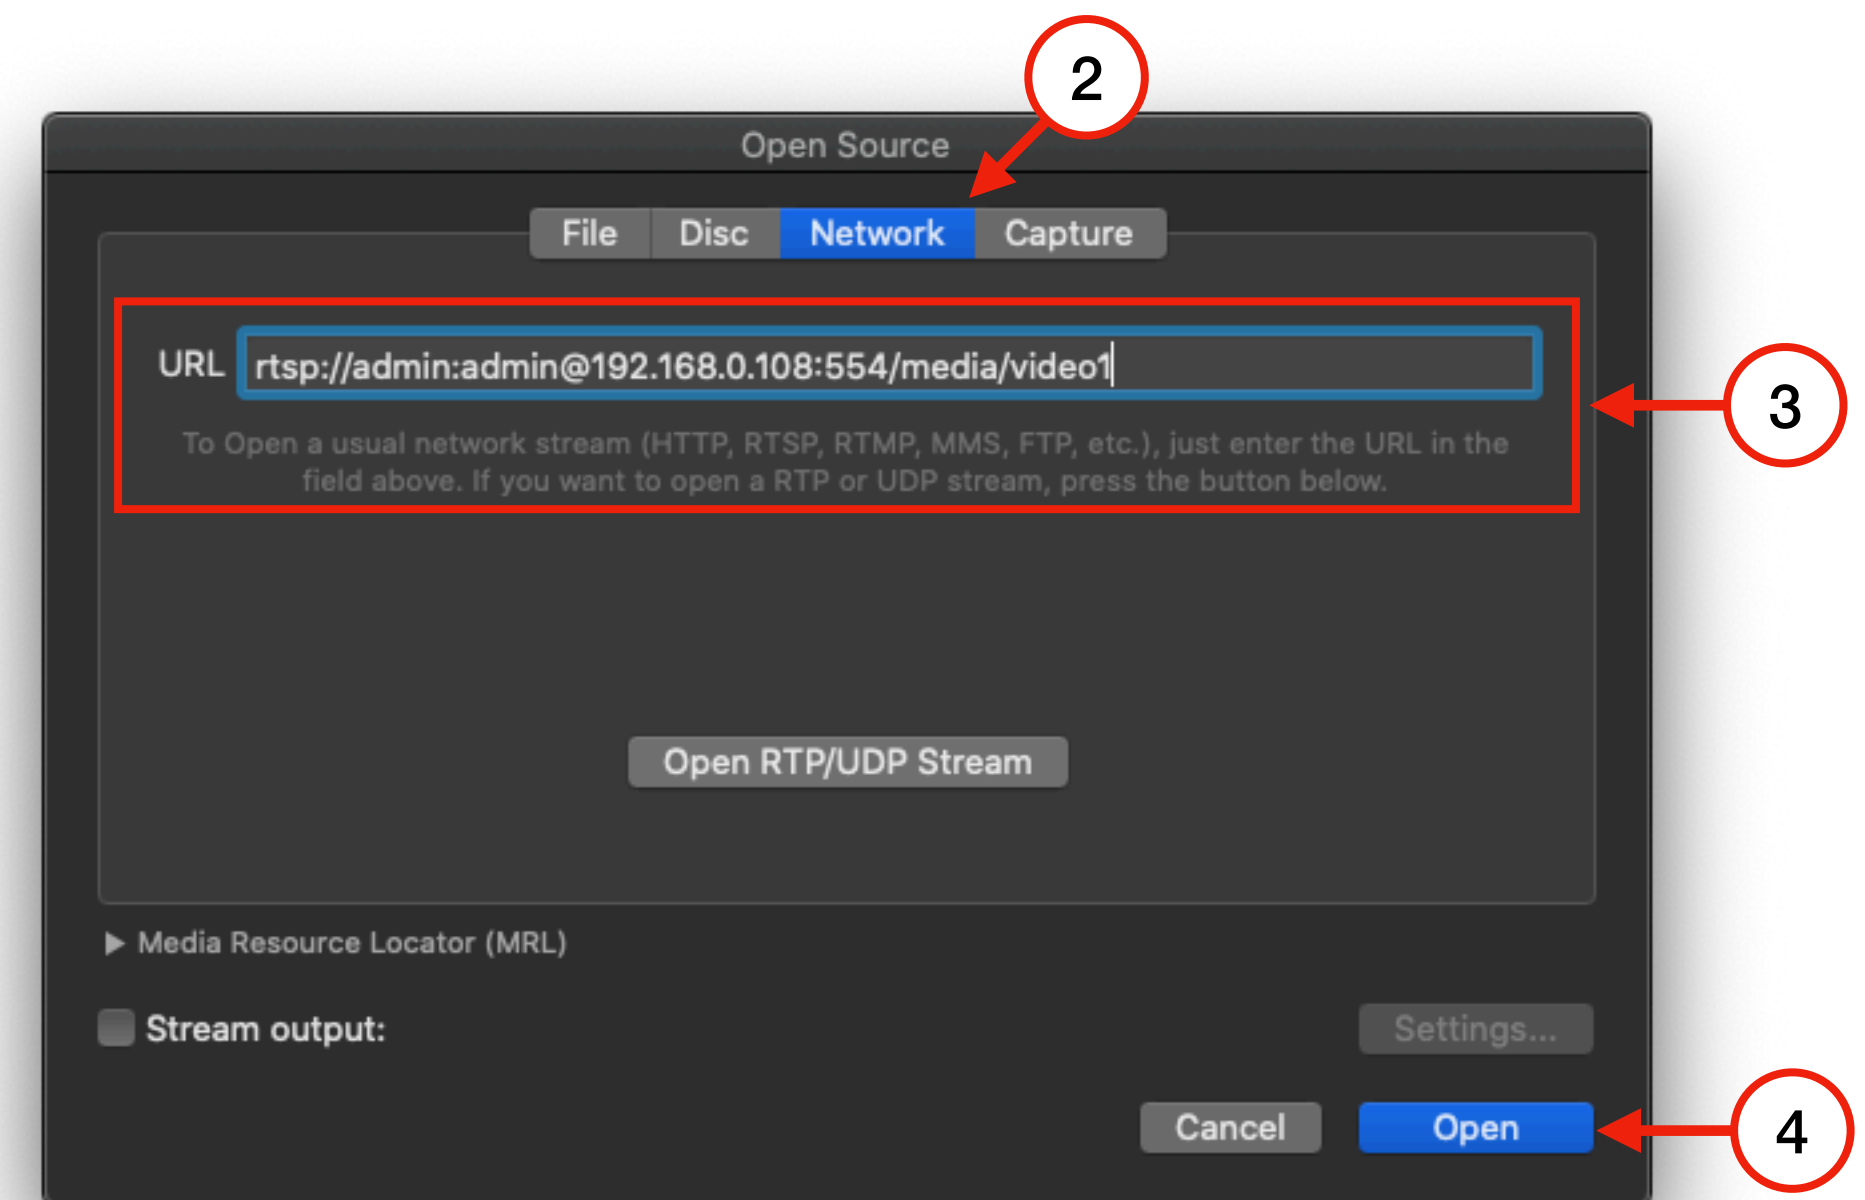 2
Open Source
File Disc Network Capture
URL rtsp://admin:admin@192.168.0.108:554/media/video1
3
To Open a usual network stream (HTTP, RTSP, RTMP, MMS, FTP, etc.), just enter the URL in the
field above. If you want to open a RTP or UDP stream, press the button below.
Open RTP/UDP Stream
Media Resource Locator (MRL)
Stream output:
Settings...
Cancel Open
4